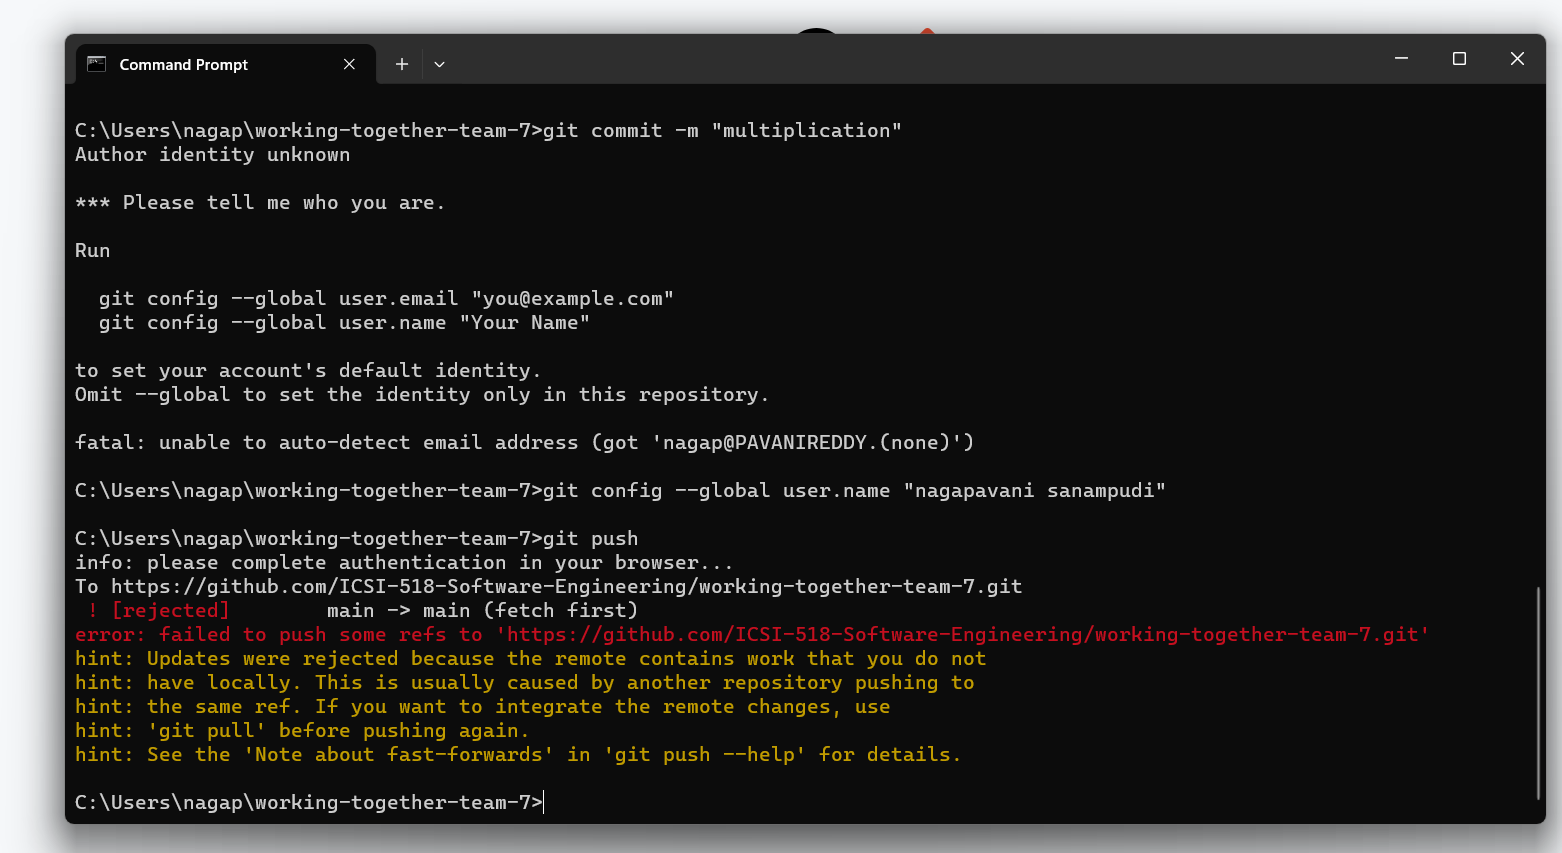 Command Prompt
C:\Users\nagap\working-together-team-7>git commit -m "multiplication"
Author identity unknown
*** Please tell me who you are.
Run
git config --global user.email "you@example.com"
git config --global user.name "Your Name"
to set your account's default identity.
Omit --global to set the identity only in this repository.
fatal: unable to auto-detect email address (got 'nagap@PAVANIREDDY.(none)')
C:\Users\nagap\working-together-team-7>git config --global user.name "nagapavani sanampudi"
C:\Users\nagap\working-together-team-7>git push
info: please complete authentication in your browser...
To https://github.com/ICSI-518-Software-Engineering/working-together-team-7.git
! [rejected]        main -> main (fetch first)
error: failed to push some refs to 'https://github.com/ICSI-518-Software-Engineering/working-together-team-7.git'
hint: Updates were rejected because the remote contains work that you do not
hint: have locally. This is usually caused by another repository pushing to
hint: the same ref. If you want to integrate the remote changes, use
hint: 'git pull' before pushing again.
hint: See the 'Note about fast-forwards' in 'git push --help' for details.
C:\Users\nagap\working-together-team-7>